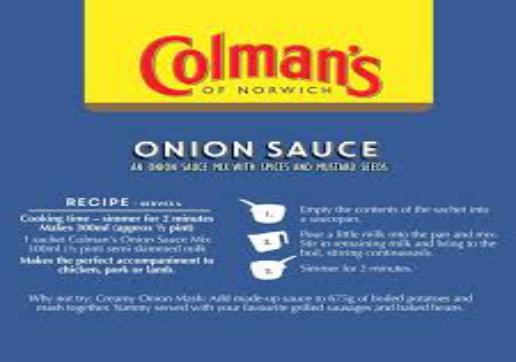 Colman's
OF NORWICH
ONION SAUCE
AN ONION SAUCE MIX WITH SPICES AND MUSTARD SEEDS
RECIPE - SERVES 4
Cooking time – simmer for 2 minutes
Makes 300ml (approx ½ pint)
1 sachet Colman's Onion Sauce Mix
300ml (½ pint) semi skimmed milk
Makes the perfect accompaniment to
chicken, pork or lamb.
1.
Empty the contents of the sachet into
a saucepan.
2.
Pour a little milk into the pan and mix.
Stir in remaining milk and bring to the
boil, stirring continuously.
3.
Simmer for 2 minutes.
Why not try: Creamy Onion Mash: Add made-up sauce to 675g of boiled potatoes and
mash together. Yummy served with your favourite grilled sausages and baked beans.